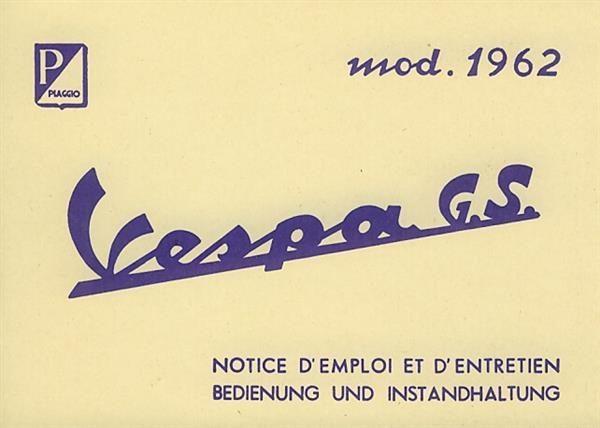 P
PIAGGIO
mod. 1962
Vespa G.S.
NOTICE D'EMPLOI ET D'ENTRETIEN
BEDIENUNG UND INSTANDHALTUNG